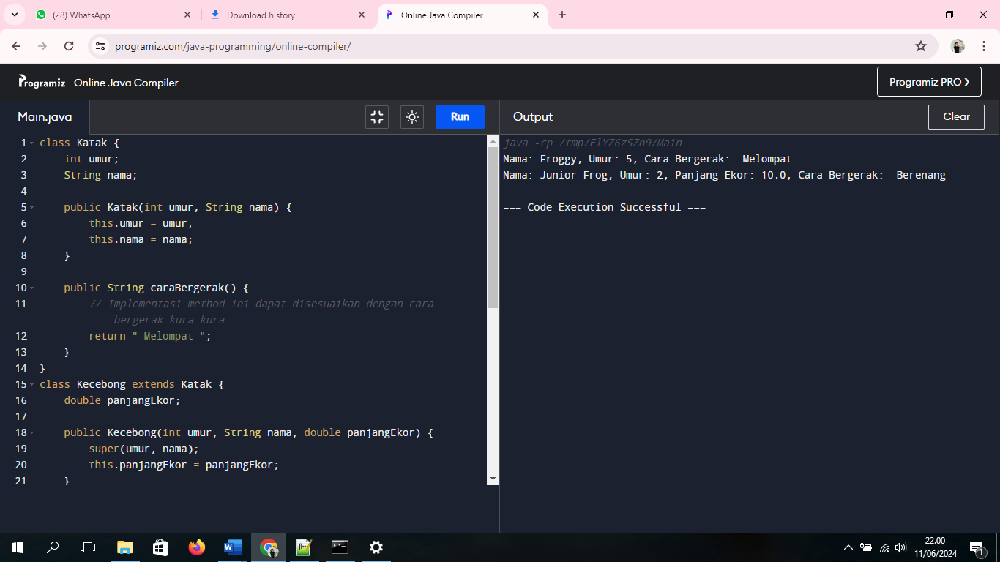 (28) WhatsApp
Download history
Online Java Compiler
programiz.com/java-programming/online-compiler/
Programiz
Online Java Compiler
Programiz PRO
Main.java
Run
Output
Clear
1 class Katak {
2 int umur;
3 String nama;
4
5 public Katak(int umur, String nama) {
6 this.umur = umur;
7 this.nama = nama;
8 }
9
10 public String caraBergerak() {
11 // Implementasi method ini dapat disesuaikan dengan cara
bergerak kura-kura
12 return " Melompat ";
13 }
14 }
15 class Kecebong extends Katak {
16 double panjangEkor;
17
18 public Kecebong(int umur, String nama, double panjangEkor) {
19 super(umur, nama);
20 this.panjangEkor = panjangEkor;
21 }
java -cp /tmp/ElYZ6zSZn9/Main
Nama: Froggy, Umur: 5, Cara Bergerak:  Melompat
Nama: Junior Frog, Umur: 2, Panjang Ekor: 10.0, Cara Bergerak:  Berenang
=== Code Execution Successful ===
22.00
11/06/2024
1